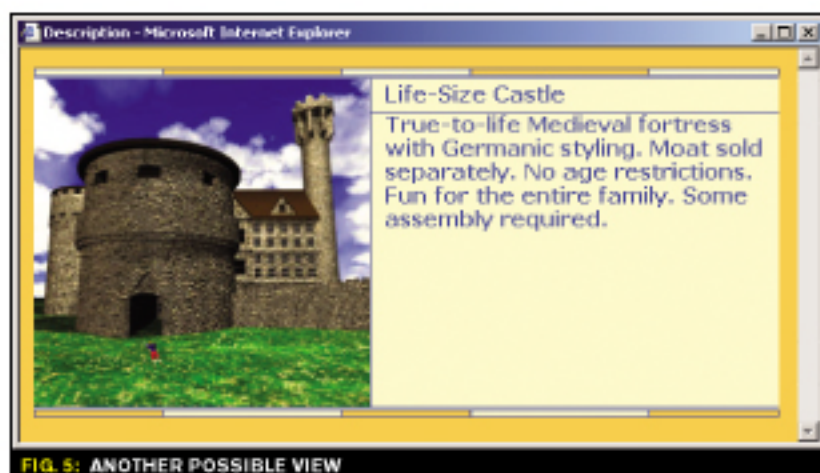 Description - Microsoft Internet Explorer
Life-Size Castle
True-to-life Medieval fortress
with Germanic styling. Moat sold
separately. No age restrictions.
Fun for the entire family. Some
assembly required.
FIG. 5: ANOTHER POSSIBLE VIEW